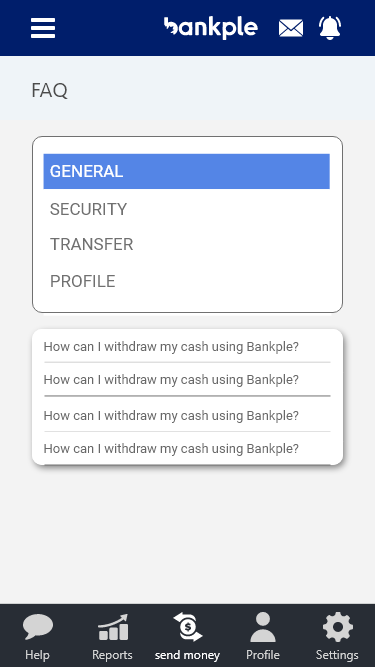 bankple
FAQ
GENERAL
SECURITY
TRANSFER
PROFILE
How can I withdraw my cash using Bankple?
How can I withdraw my cash using Bankple?
How can I withdraw my cash using Bankple?
How can I withdraw my cash using Bankple?
$
Help Reports send money Profile Settings